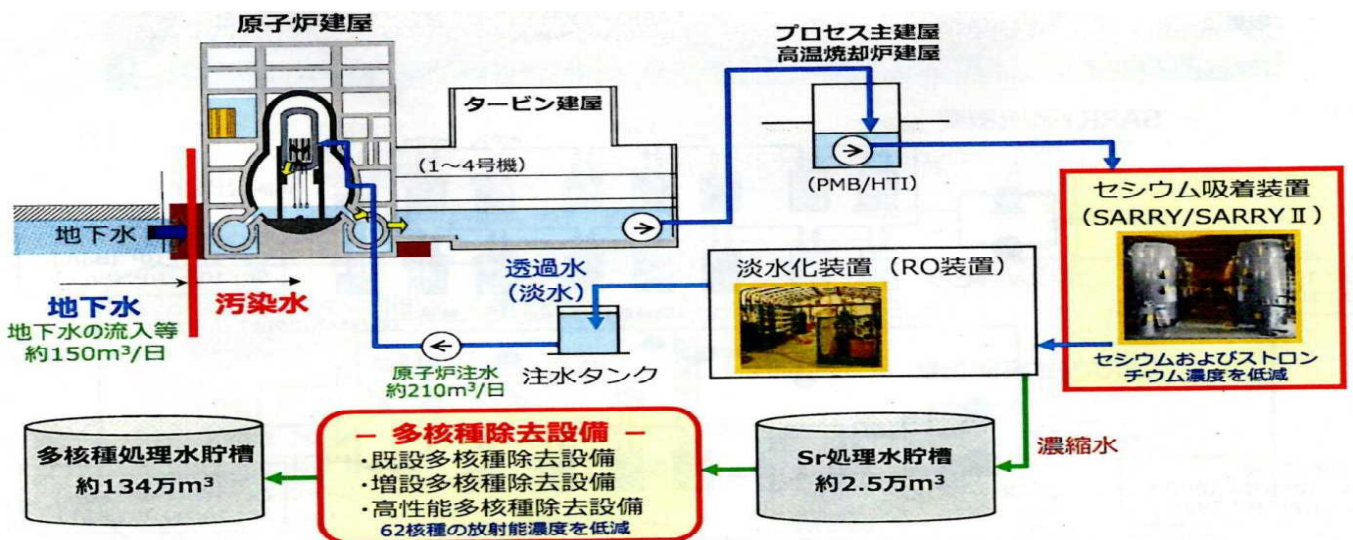 原子炉建屋
プロセス主建屋
高温焼却炉建屋
タービン建屋
(1～4号機)
(PMB/HTI)
セシウム吸着装置
(SARRY/SARRYⅡ)
セシウムおよびストロン
チウム濃度を低減
地下水
地下水
汚染水
地下水の流入等
約150m³/日
透過水
(淡水)
淡水化装置（RO装置）
原子炉注水
約210m³/日
注水タンク
濃縮水
多核種処理水貯槽
約134万m³
− 多核種除去設備 −
・既設多核種除去設備
・増設多核種除去設備
・高性能多核種除去設備
62核種の放射能濃度を低減
Sr処理水貯槽
約2.5万m³